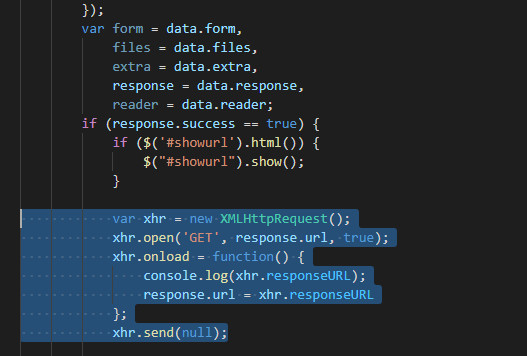 });
var form = data.form,
files = data.files,
extra = data.extra,
response = data.response,
reader = data.reader;
if (response.success == true) {
if ($('#showurl').html()) {
$("#showurl").show();
}
var xhr = new XMLHttpRequest();
xhr.open('GET', response.url, true);
xhr.onload = function() {
console.log(xhr.responseURL);
response.url = xhr.responseURL
};
xhr.send(null);